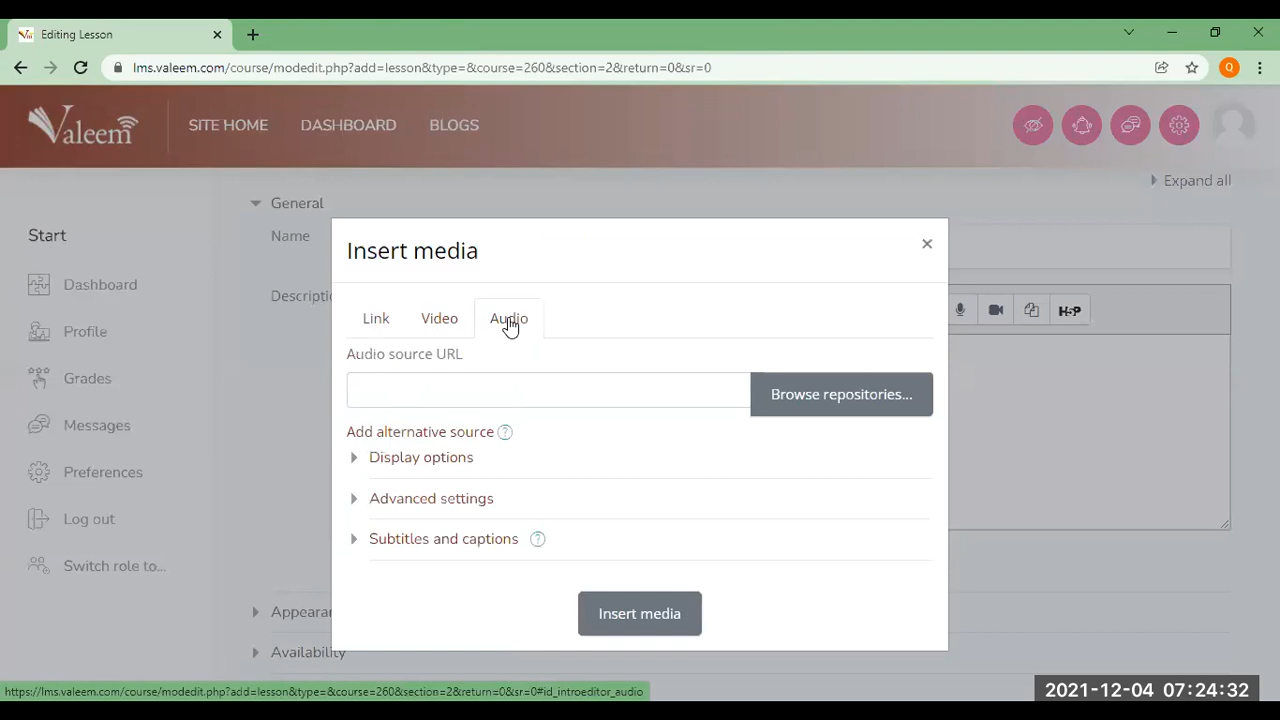 Editing Lesson
lms.valeem.com/course/modedit.php?add=lesson&type=&course=260&section=2&return=0&sr=0
Q
Valeem
SITE HOME
DASHBOARD
BLOGS
Expand all
General
Start
Name
Insert media
Dashboard
Descripti
H-P
Link
Video
Audio
Profile
Audio source URL
Grades
Browse repositories...
Messages
Add alternative source
Display options
Preferences
Advanced settings
Log out
Subtitles and captions
Switch role to...
Appearan
Insert media
Availability
https://lms.valeem.com/course/modedit.php?add=lesson&type=&course=260&section=2&return=0&sr=0#id_introeditor_audio
2021-12-04 07:24:32